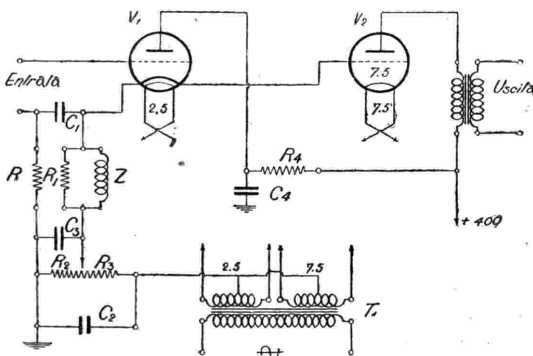 V1
V2
Entrata
2.5
7.5
7.5
Uscita
C1
R
R1
Z
R4
C4
+ 400
C3
R2
R3
2.5
7.5
T.
C2